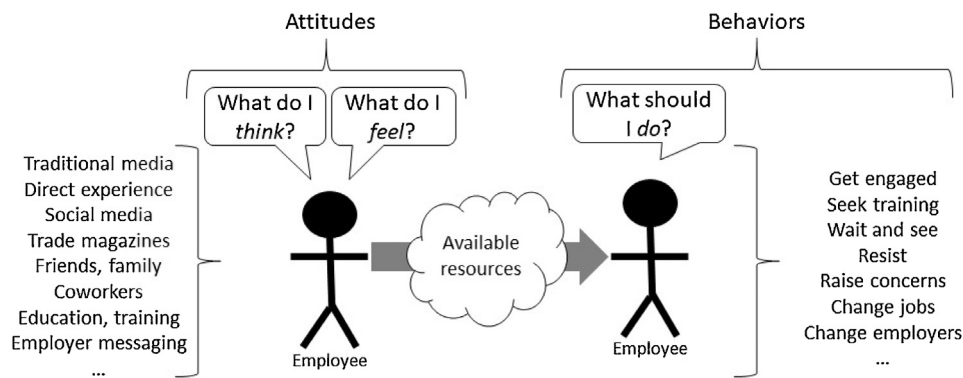 Attitudes
Behaviors
What do I
think?
What do I
feel?
What should
I do?
Traditional media
Direct experience
Social media
Trade magazines
Friends, family
Coworkers
Education, training
Employer messaging
...
Employee
Available
resources
Employee
Get engaged
Seek training
Wait and see
Resist
Raise concerns
Change jobs
Change employers
...